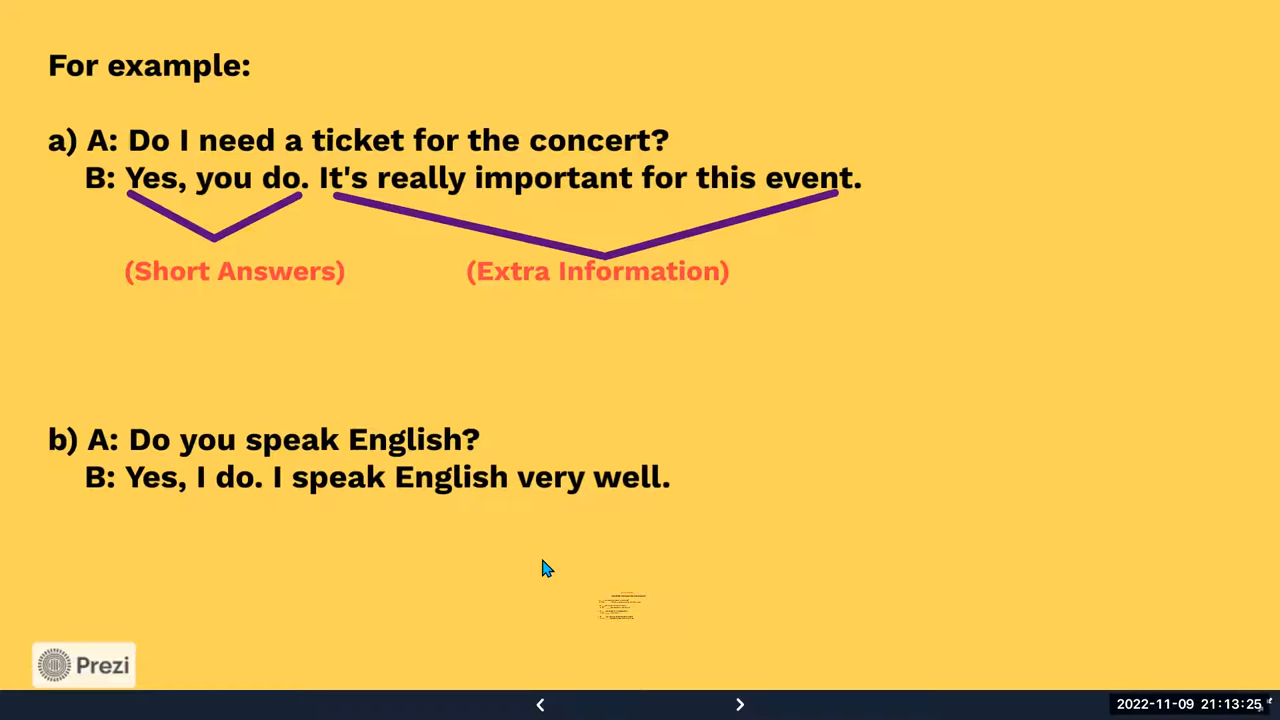 For example:
a) A: Do I need a ticket for the concert?
B: Yes, you do. It's really important for this event.
(Short Answers) (Extra Information)
b) A: Do you speak English?
B: Yes, I do. I speak English very well.
Prezi
2022-11-09 21:13:25